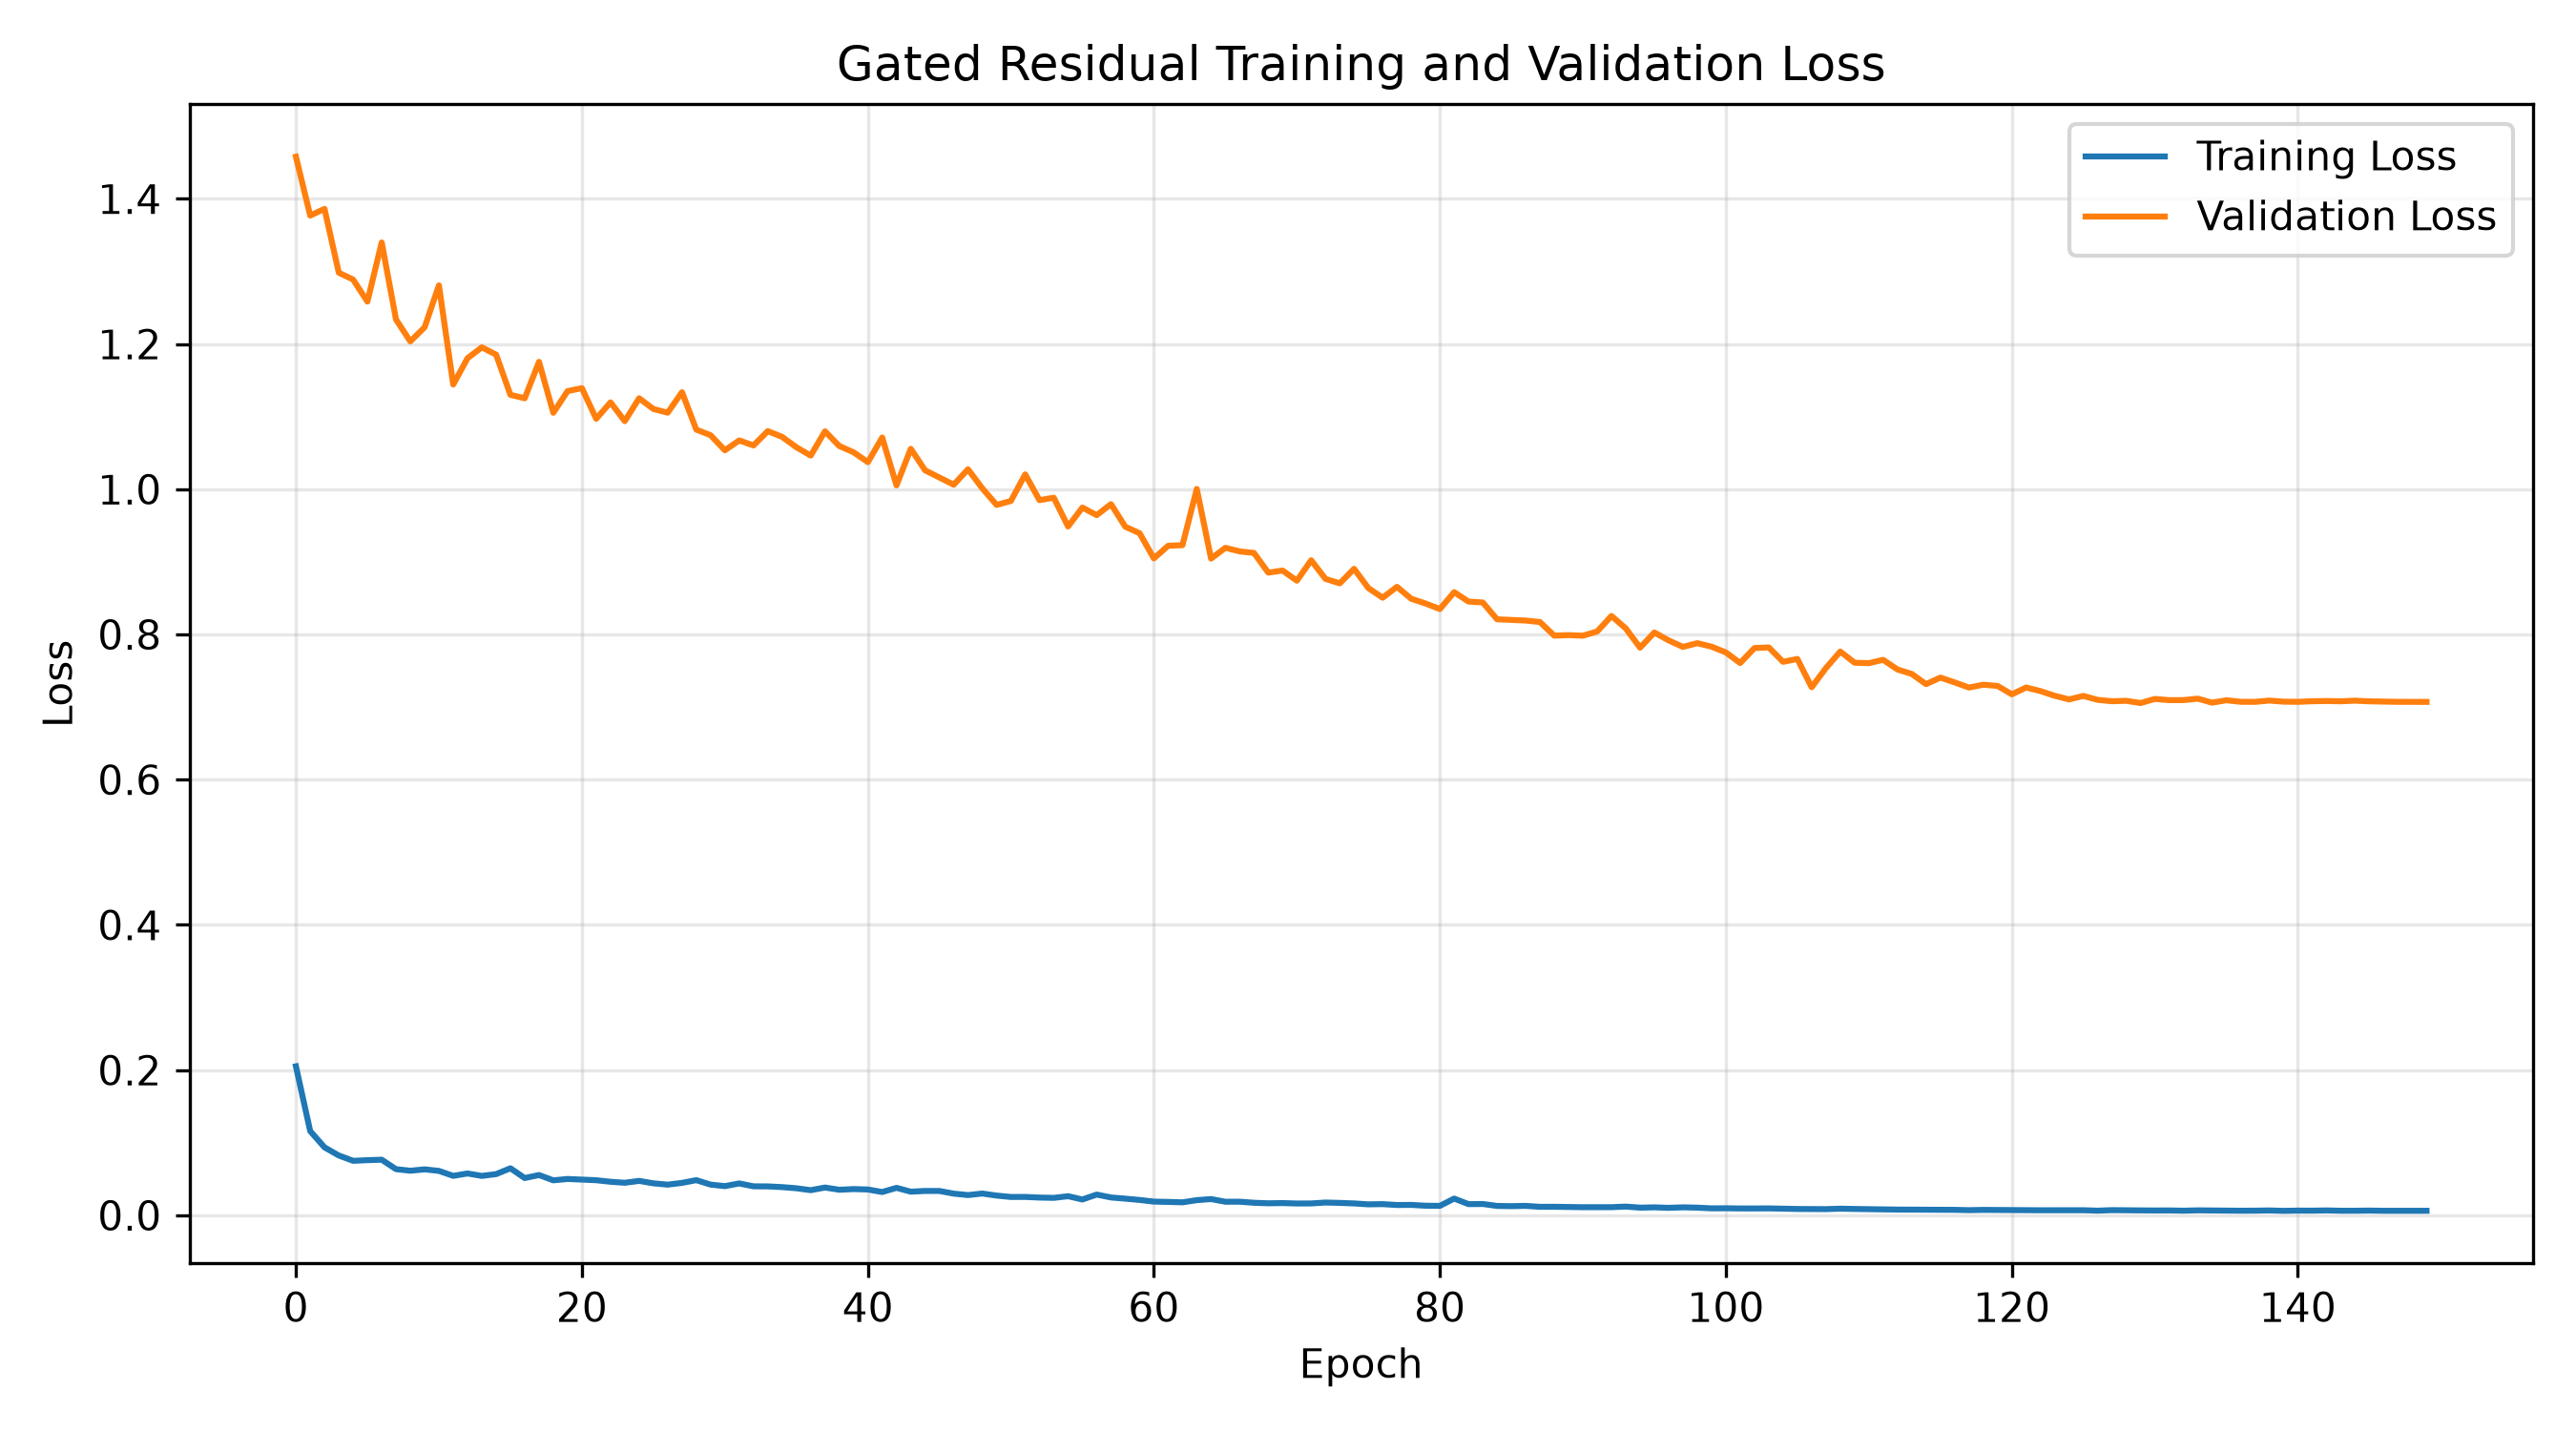 Gated Residual Training and Validation Loss
Training Loss
Validation Loss
1.4
1.2
1.0
0.8
0.6
0.4
0.2
0.0
Loss
0 20 40 60 80 100 120 140
Epoch